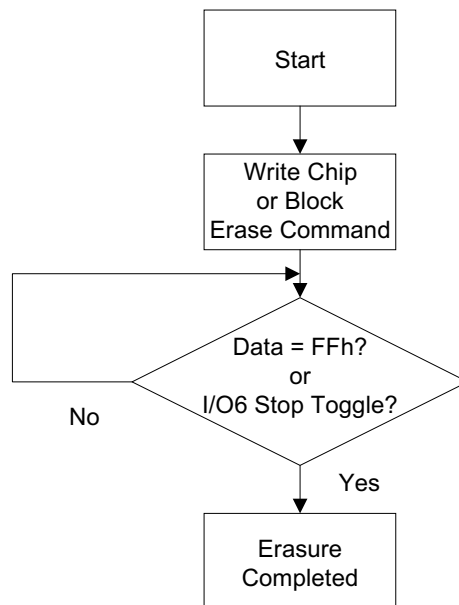 Start
Write Chip
or Block
Erase Command
Data = FFh?
or
I/O6 Stop Toggle?
No
Yes
Erasure
Completed